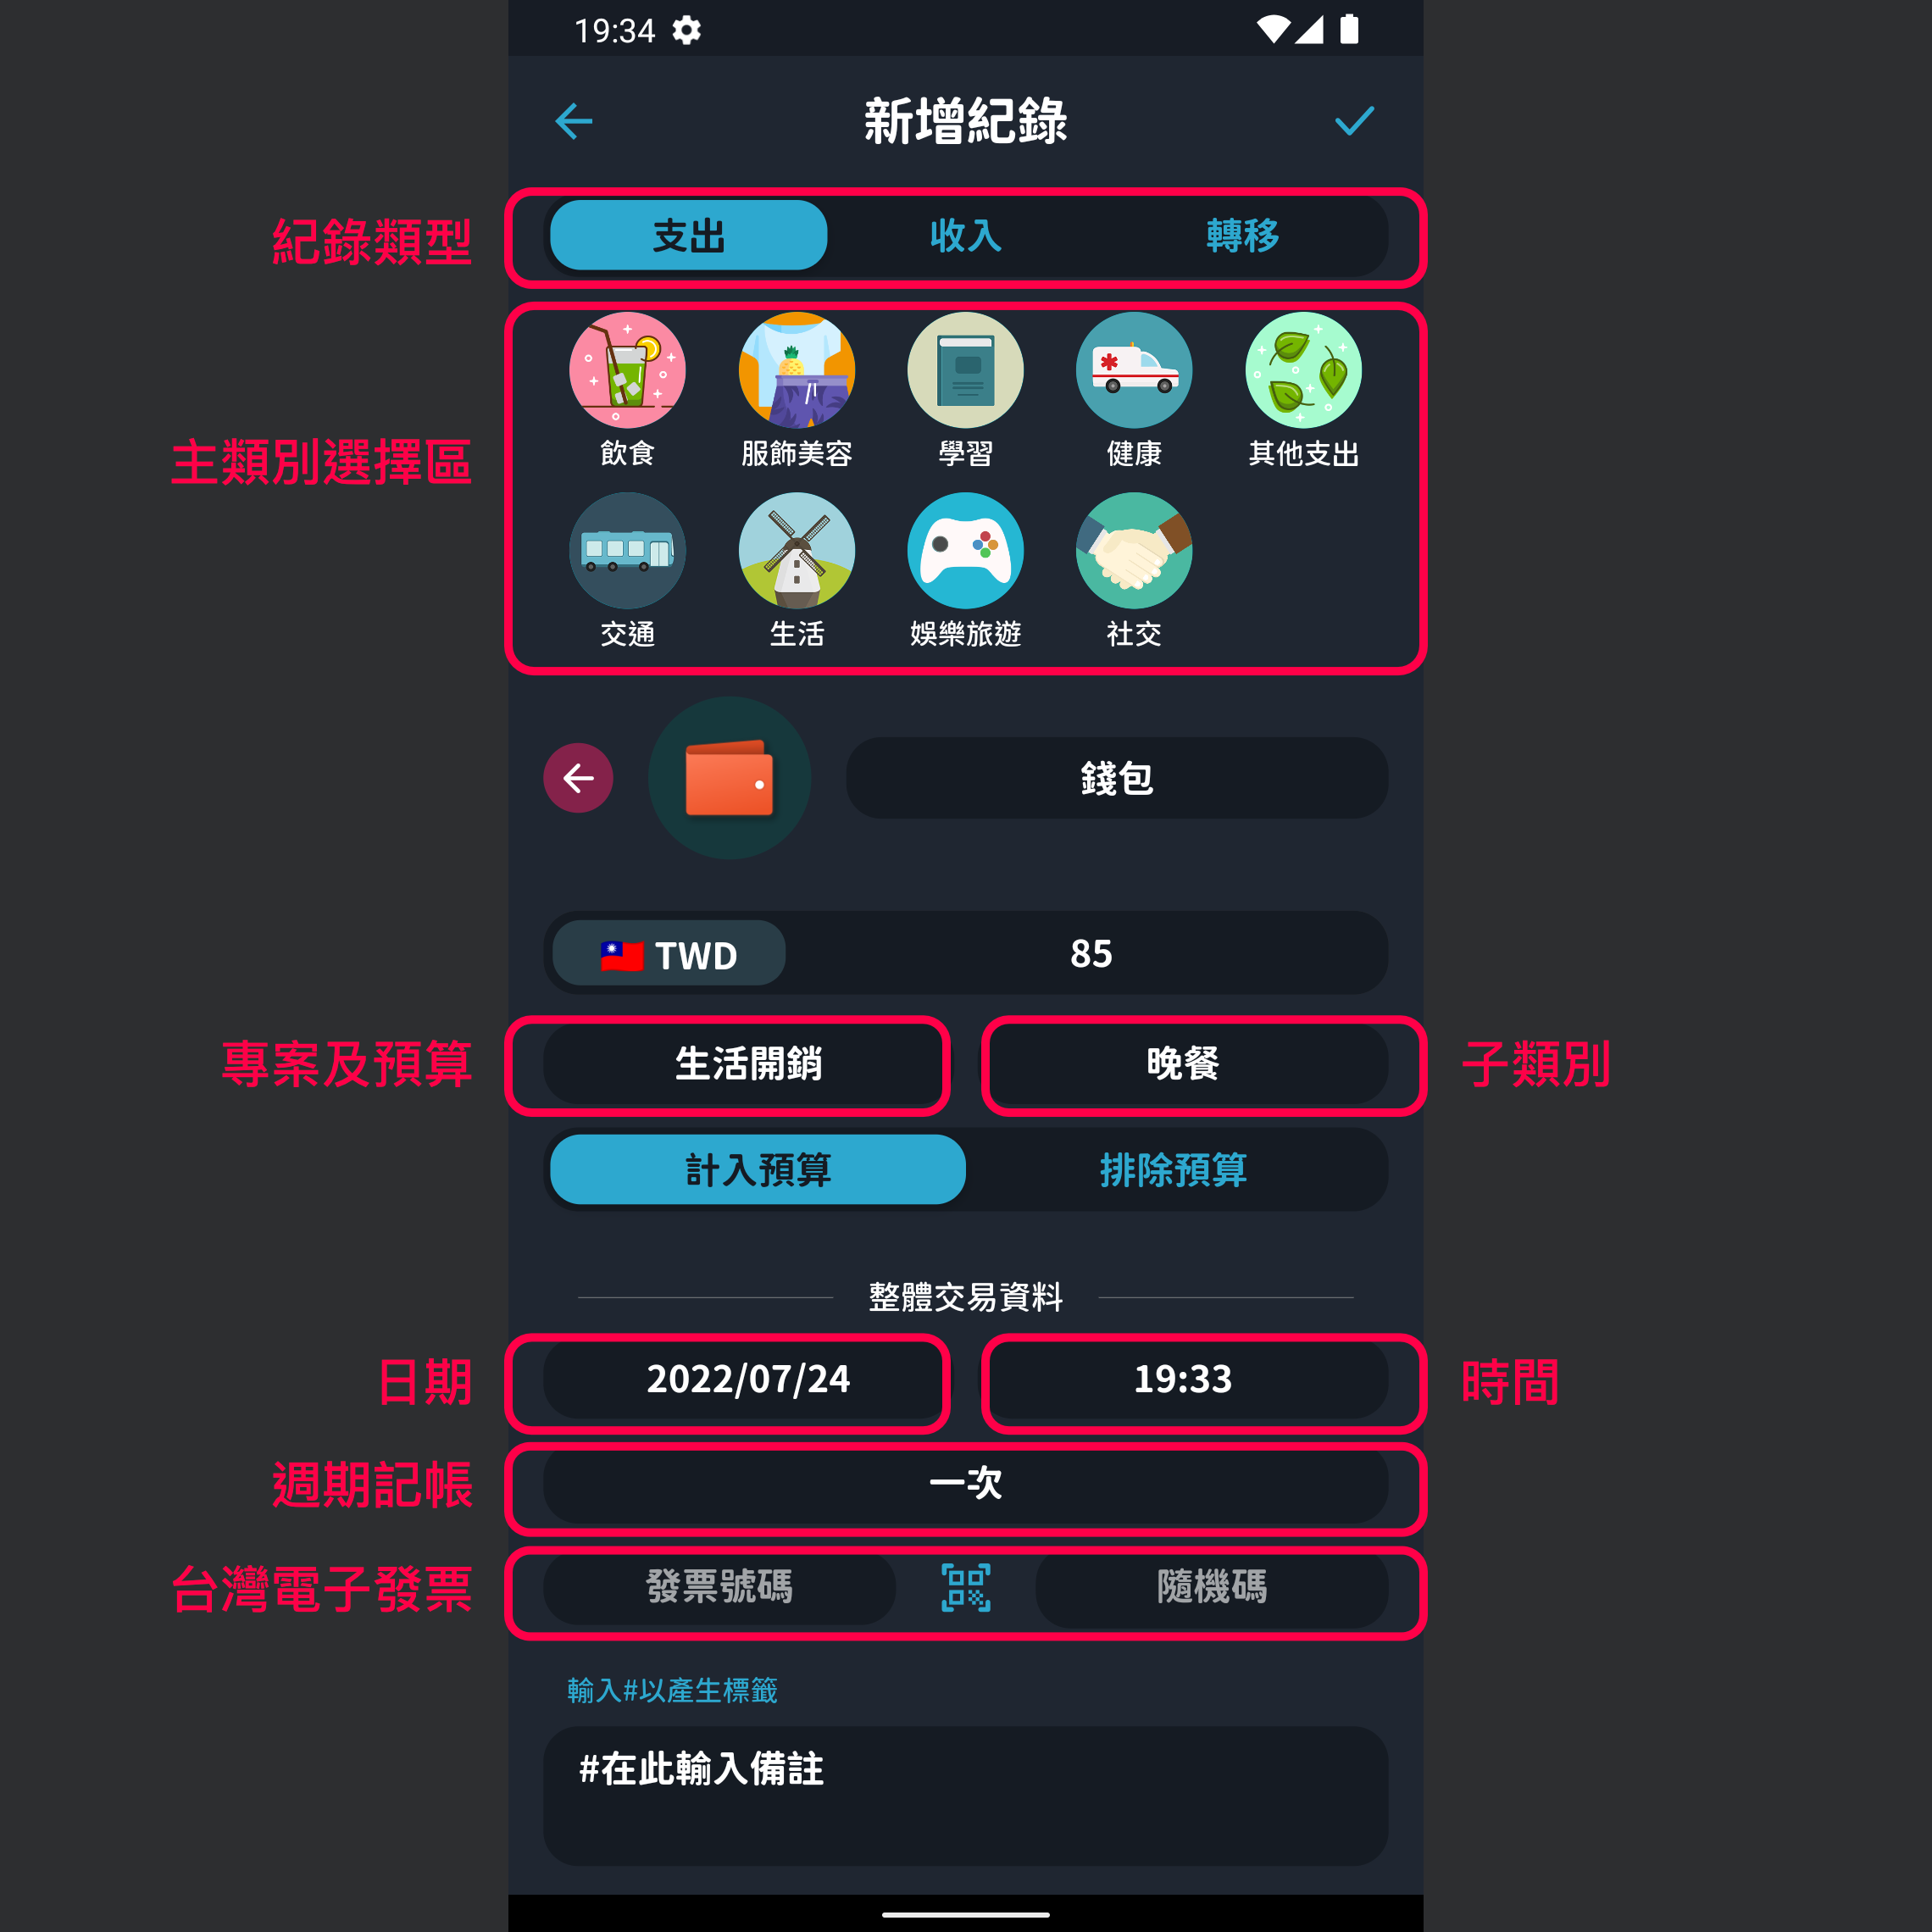 19:34
新增紀錄
紀錄類型
支出 收入 轉移
主類別選擇區
飲食 服飾美容 學習 健康 其他支出
交通 生活 娛樂旅遊 社交
錢包
🇹🇼 TWD 85
專案及預算 生活開銷 晚餐 子類別
計入預算 排除預算
整體交易資料
日期 2022/07/24 19:33 時間
週期記帳 一次
台灣電子發票 發票號碼 隨機碼
輸入#以產生標籤
#在此輸入備註